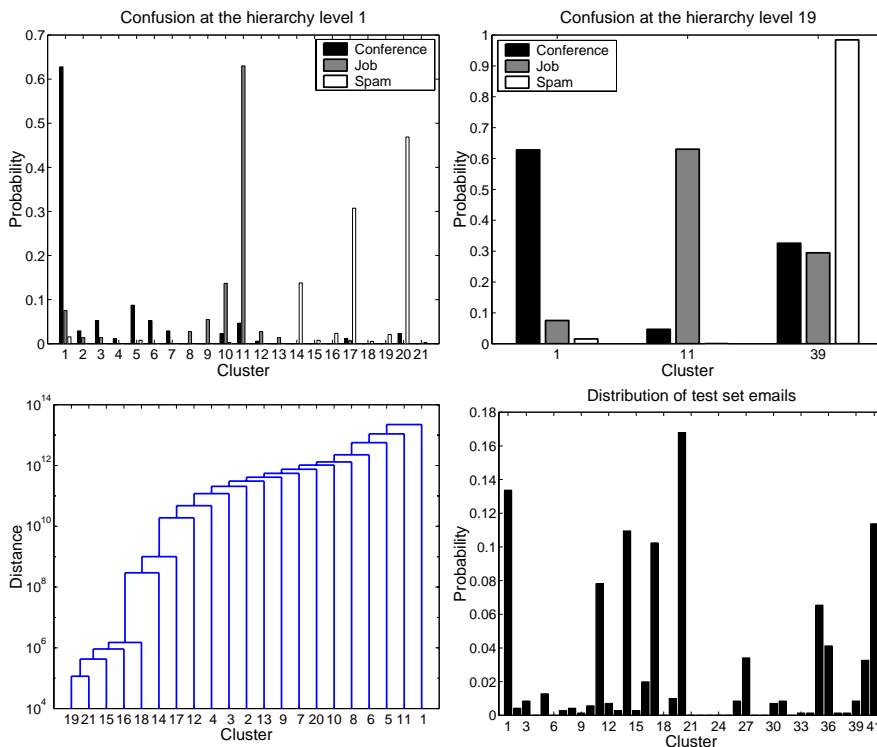 Confusion at the hierarchy level 1
0.7
0.6
0.5
0.4
0.3
0.2
0.1
0
Probability
Conference
Job
Spam
1 2 3 4 5 6 7 8 9 10 11 12 13 14 15 16 17 18 19 20 21
Cluster
Confusion at the hierarchy level 19
1
0.9
0.8
0.7
0.6
0.5
0.4
0.3
0.2
0.1
0
Probability
Conference
Job
Spam
1 11 39
Cluster
10^14
10^12
10^10
10^8
10^6
10^4
Distance
19 21 15 16 18 14 17 12 4 3 2 13 9 7 20 10 8 6 5 11 1
Cluster
Distribution of test set emails
0.18
0.16
0.14
0.12
0.1
0.08
0.06
0.04
0.02
0
Probability
1 3 6 9 12 15 18 21 24 27 30 33 36 39 41
Cluster